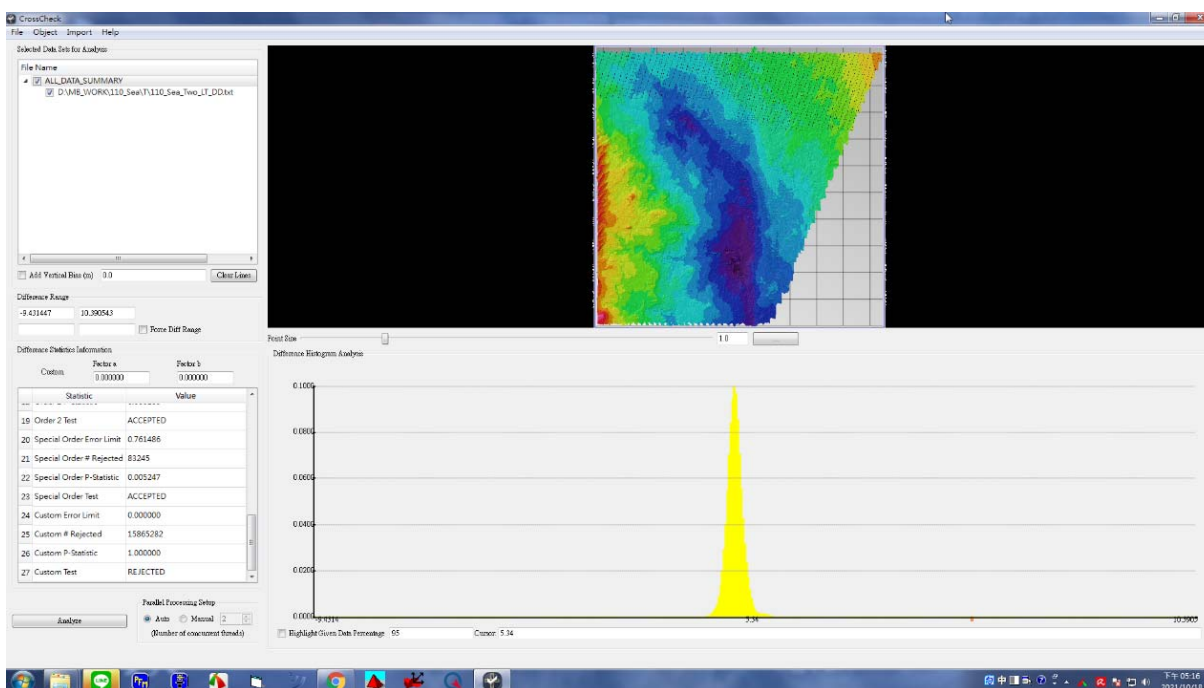 CrossCheck
File Object Import Help
Selected Data Sets for Analysis
File Name
ALL_DATA_SUMMARY
D:\MB_WORK\110_Sea\T\110_Sea_Two_LT_DD.txt
Add Vertical Bias (m) 0.0 Clear Lines
Difference Range
-9.431447 10.390543
Force Diff Range
Point Size 1.0 ...
Difference Statistics Information
Custom Factor a Factor b
0.000000 0.000000
Statistic Value
19 Order 2 Test ACCEPTED
20 Special Order Error Limit 0.761486
21 Special Order # Rejected 83245
22 Special Order P-Statistic 0.005247
23 Special Order Test ACCEPTED
24 Custom Error Limit 0.000000
25 Custom # Rejected 15865282
26 Custom P-Statistic 1.000000
27 Custom Test REJECTED
Parallel Processing Setup
Analyze Auto Manual 2
(Number of concurrent threads)
Difference Histogram Analysis
0.1000
0.0800
0.0600
0.0400
0.0200
0.0000
-9.4314 5.34 10.3905
Highlight Given Data Percentage 95 Cursor: 5.34
LINE
中
下午 05:1
2021/10/1